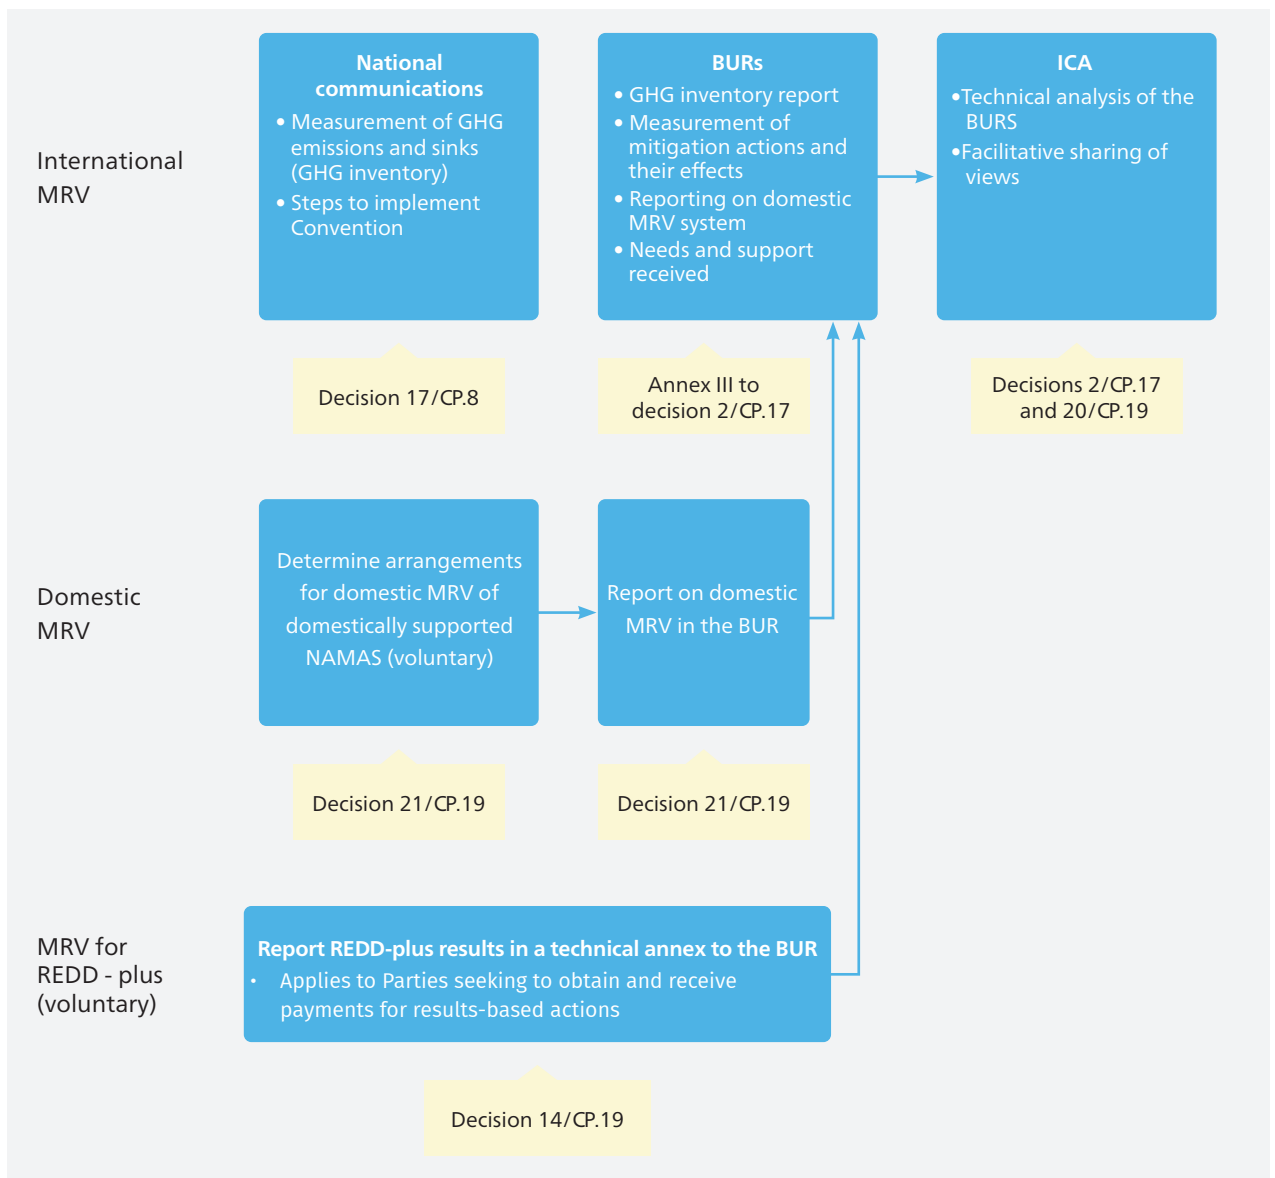 International
MRV
National
communications
• Measurement of GHG
emissions and sinks
(GHG inventory)
• Steps to implement
Convention
BURs
• GHG inventory report
• Measurement of
mitigation actions and
their effects
• Reporting on domestic
MRV system
• Needs and support
received
ICA
•Technical analysis of the
BURS
•Facilitative sharing of
views
Decision 17/CP.8
Annex III to
decision 2/CP.17
Decisions 2/CP.17
and 20/CP.19
Domestic
MRV
Determine arrangements
for domestic MRV of
domestically supported
NAMAS (voluntary)
Report on domestic
MRV in the BUR
Decision 21/CP.19
Decision 21/CP.19
MRV for
REDD - plus
(voluntary)
Report REDD-plus results in a technical annex to the BUR
• Applies to Parties seeking to obtain and receive
payments for results-based actions
Decision 14/CP.19